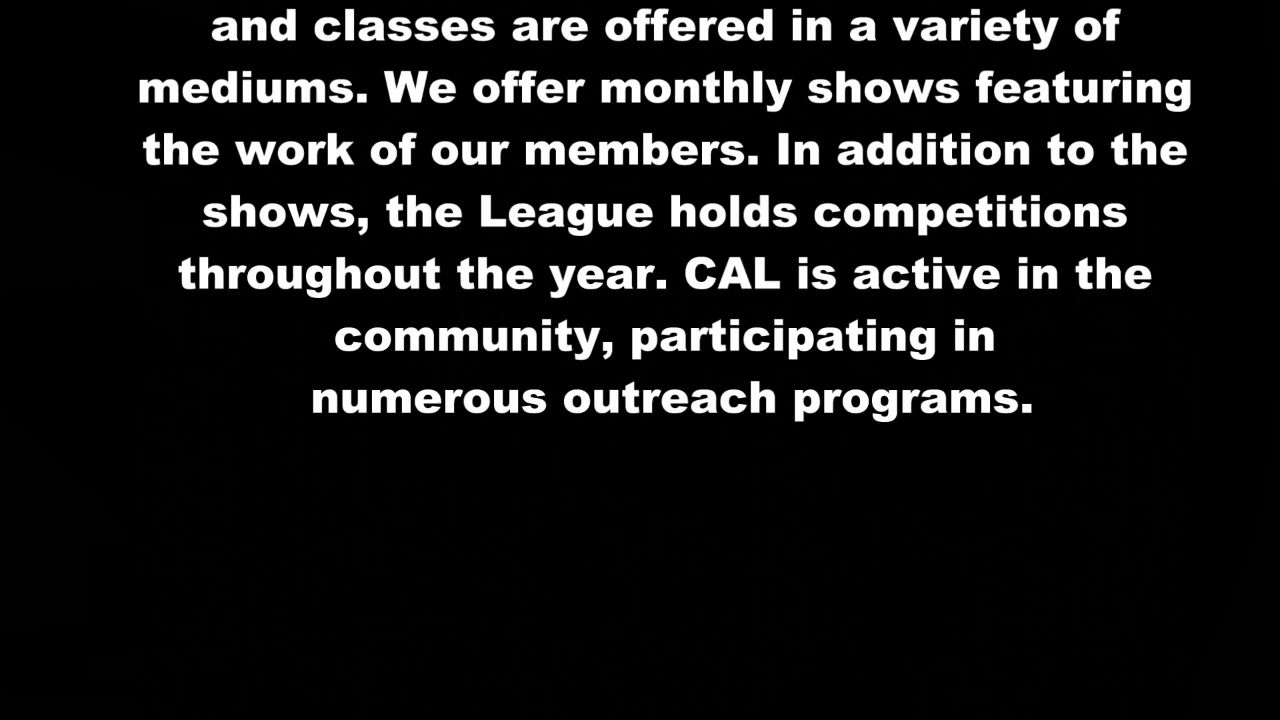 and classes are offered in a variety of
mediums. We offer monthly shows featuring
the work of our members. In addition to the
shows, the League holds competitions
throughout the year. CAL is active in the
community, participating in
numerous outreach programs.